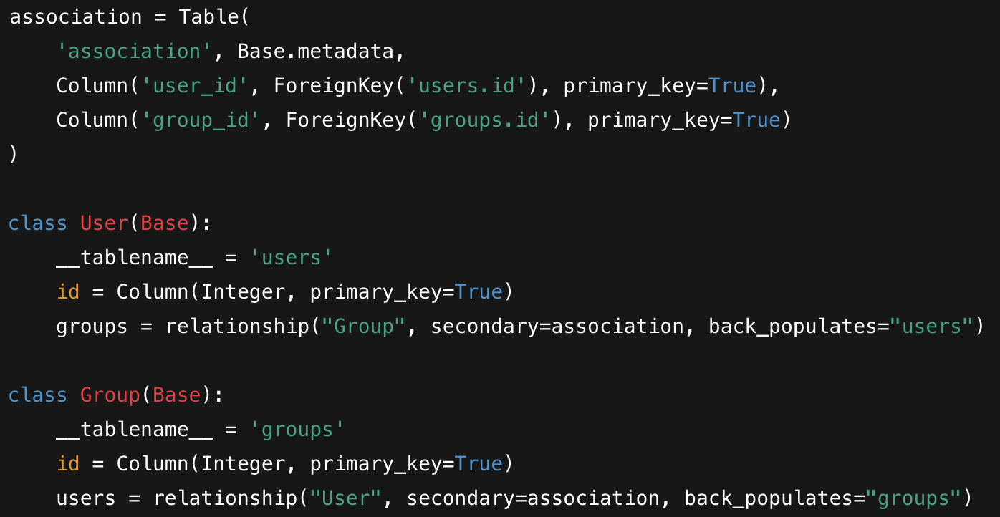 association = Table(
    'association', Base.metadata,
    Column('user_id', ForeignKey('users.id'), primary_key=True),
    Column('group_id', ForeignKey('groups.id'), primary_key=True)
)

class User(Base):
    __tablename__ = 'users'
    id = Column(Integer, primary_key=True)
    groups = relationship("Group", secondary=association, back_populates="users")

class Group(Base):
    __tablename__ = 'groups'
    id = Column(Integer, primary_key=True)
    users = relationship("User", secondary=association, back_populates="groups")